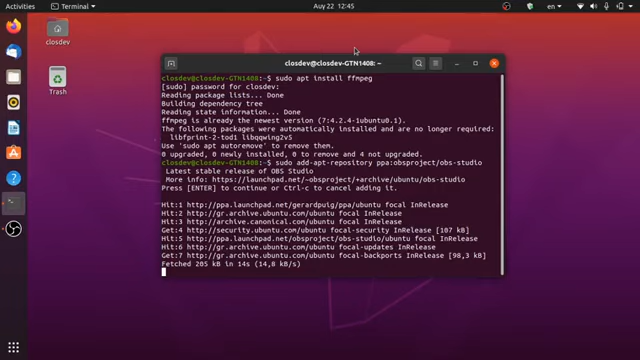 Activities
Terminal
Αυγ 22 12:45
en
closdev
Trash
closdev@closdev-GTN1408: ~
closdev@closdev-GTN1408:~$ sudo apt install ffmpeg
[sudo] password for closdev:
Reading package lists... Done
Building dependency tree
Reading state information... Done
ffmpeg is already the newest version (7:4.2.4-1ubuntu0.1).
The following packages were automatically installed and are no longer required:
libfprint-2-tod1 libqqwing2v5
Use 'sudo apt autoremove' to remove them.
0 upgraded, 0 newly installed, 0 to remove and 4 not upgraded.
closdev@closdev-GTN1408:~$ sudo add-apt-repository ppa:obsproject/obs-studio
Latest stable release of OBS Studio
More info: https://launchpad.net/~obsproject/+archive/ubuntu/obs-studio
Press [ENTER] to continue or Ctrl-c to cancel adding it.
Hit:1 http://ppa.launchpad.net/gerardpuig/ppa/ubuntu focal InRelease
Hit:2 http://gr.archive.ubuntu.com/ubuntu focal InRelease
Hit:3 http://archive.canonical.com/ubuntu focal InRelease
Get:4 http://security.ubuntu.com/ubuntu focal-security InRelease [107 kB]
Hit:5 http://ppa.launchpad.net/obsproject/obs-studio/ubuntu focal InRelease
Hit:6 http://gr.archive.ubuntu.com/ubuntu focal-updates InRelease
Get:7 http://gr.archive.ubuntu.com/ubuntu focal-backports InRelease [98,3 kB]
Fetched 205 kB in 14s (14,8 kB/s)